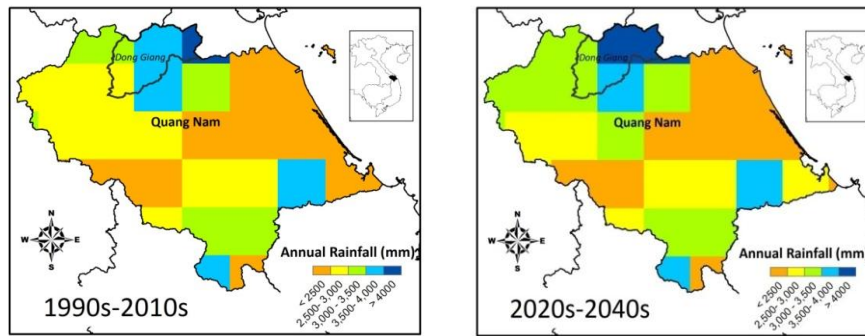 Dong Giang
Quang Nam
N
W E
S
Annual Rainfall (mm)
< 2500
2,500- 3,000
3,000 - 3,500
3,500- 4,000
> 4000
1990s-2010s
Dong Giang
Quang Nam
N
W E
S
Annual Rainfall (mm)
< 2500
2,500- 3,000
3,000 - 3,500
3,500- 4,000
> 4000
2020s-2040s